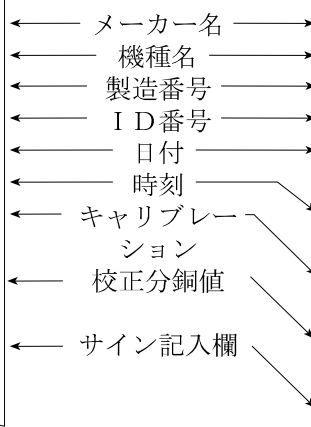 メーカー名
機種名
製造番号
ＩＤ番号
日付
時刻
キャリブレー
ション
校正分銅値
サイン記入欄